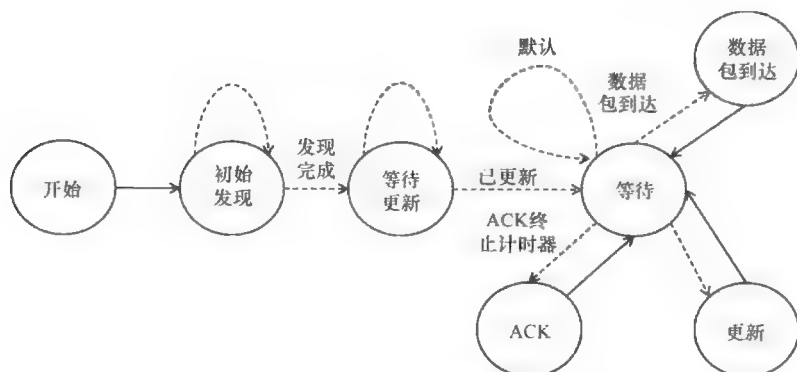 默认
数据
包到达
数据
包到达
开始
初始
发现
发现
完成
等待
更新
已更新
等待
ACK终
止计时器
ACK
更新